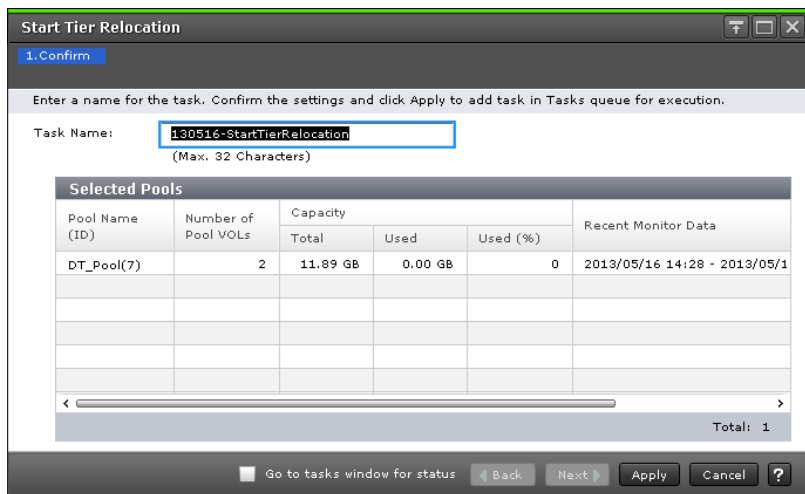 Start Tier Relocation
1.Confirm
Enter a name for the task. Confirm the settings and click Apply to add task in Tasks queue for execution.
Task Name: 130516-StartTierRelocation
(Max. 32 Characters)
Selected Pools
Pool Name (ID) Number of Pool VOLs Capacity Recent Monitor Data
Total Used Used (%)
DT_Pool(7) 2 11.89 GB 0.00 GB 0 2013/05/16 14:28 - 2013/05/1
Total: 1
Go to tasks window for status Back Next Apply Cancel ?